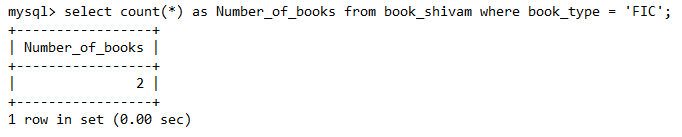 mysql> select count(*) as Number_of_books from book_shivam where book_type = 'FIC';
+-----------------+
| Number_of_books |
+-----------------+
|               2 |
+-----------------+
1 row in set (0.00 sec)